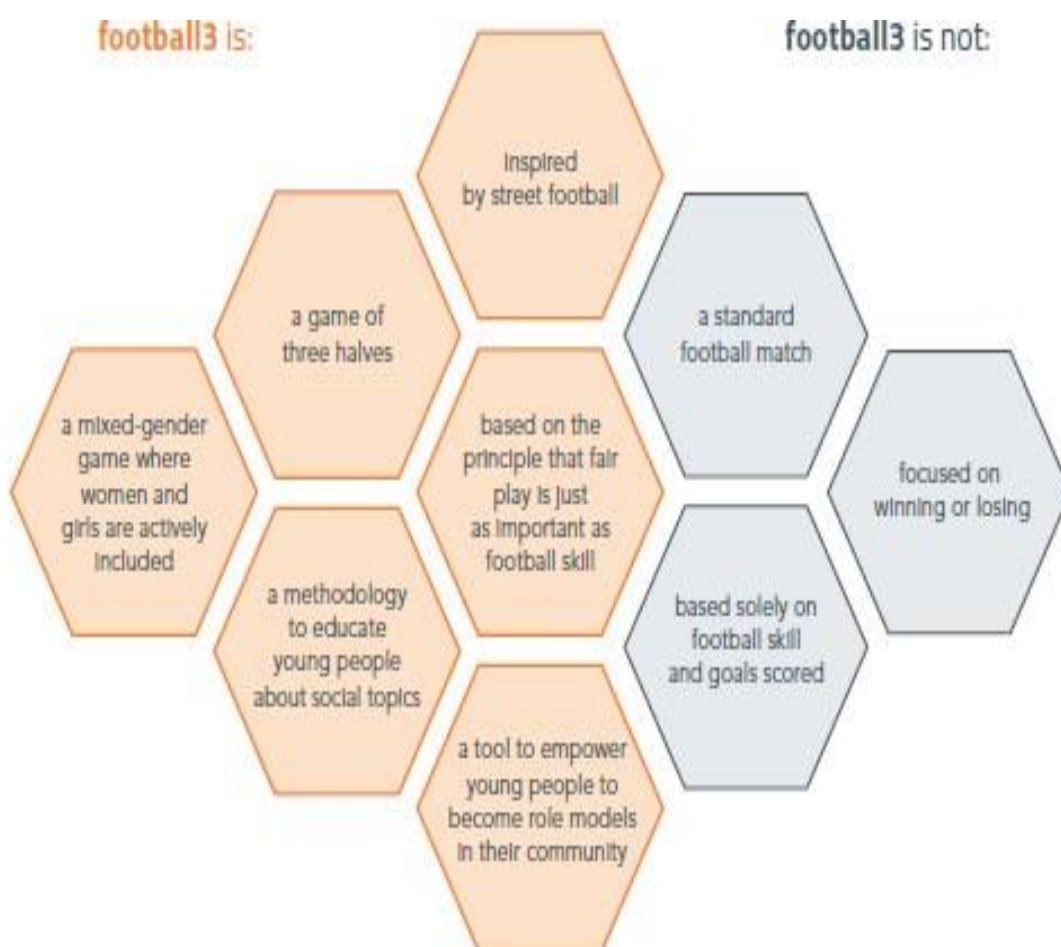 football3 is:
football3 is not:
inspired
by street football
a game of
three halves
a standard
football match
a mixed-gender
game where
women and
girls are actively
included
based on the
principle that fair
play is just
as important as
football skill
focused on
winning or losing
a methodology
to educate
young people
about social topics
based solely on
football skill
and goals scored
a tool to empower
young people to
become role models
in their community